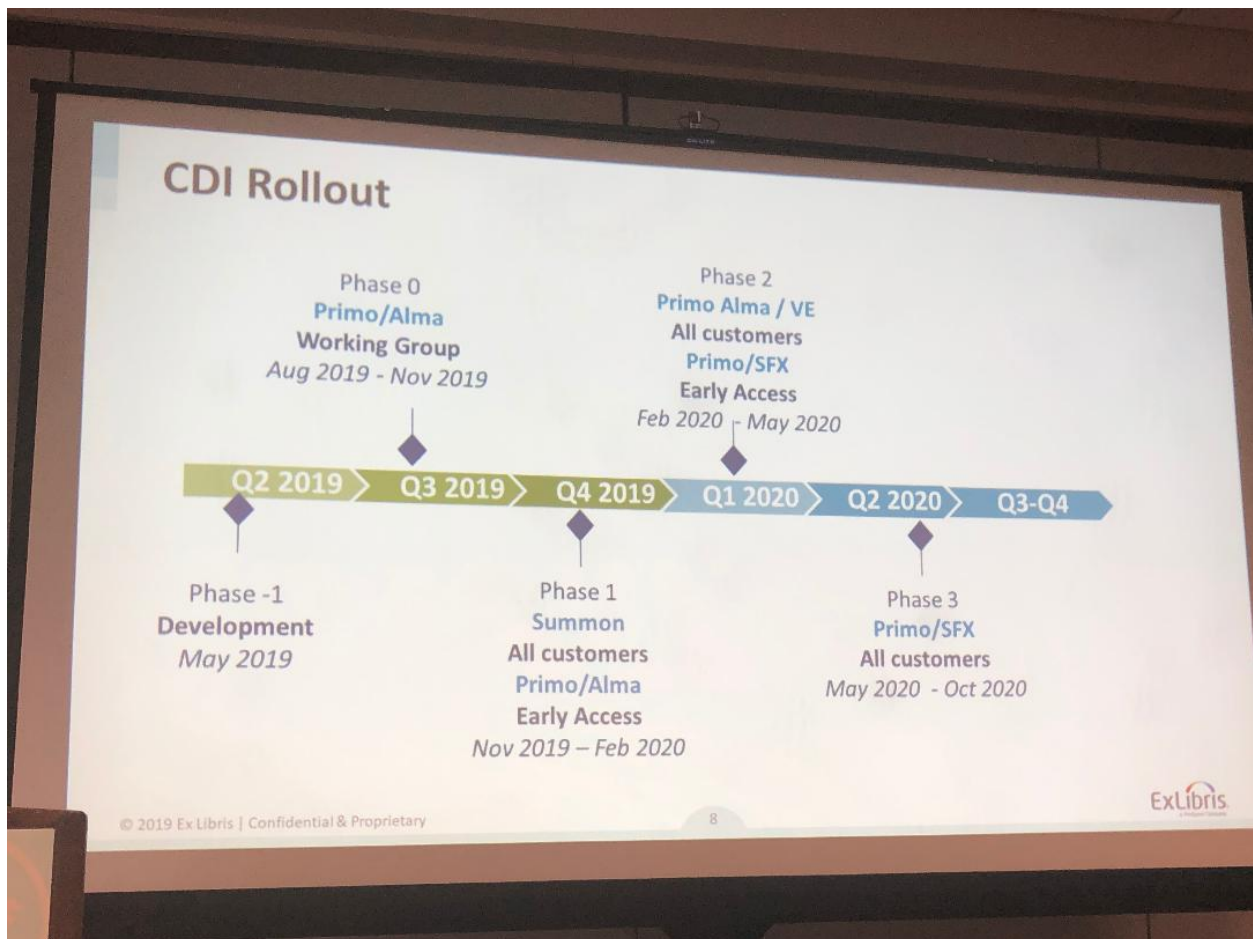 CDI Rollout
Phase 0
Primo/Alma
Working Group
Aug 2019 - Nov 2019
Phase 2
Primo Alma / VE
All customers
Primo/SFX
Early Access
Feb 2020 - May 2020
Q2 2019
Q3 2019
Q4 2019
Q1 2020
Q2 2020
Q3-Q4
Phase -1
Development
May 2019
Phase 1
Summon
All customers
Primo/Alma
Early Access
Nov 2019 – Feb 2020
Phase 3
Primo/SFX
All customers
May 2020 - Oct 2020
© 2019 Ex Libris | Confidential & Proprietary
8
ExLibris